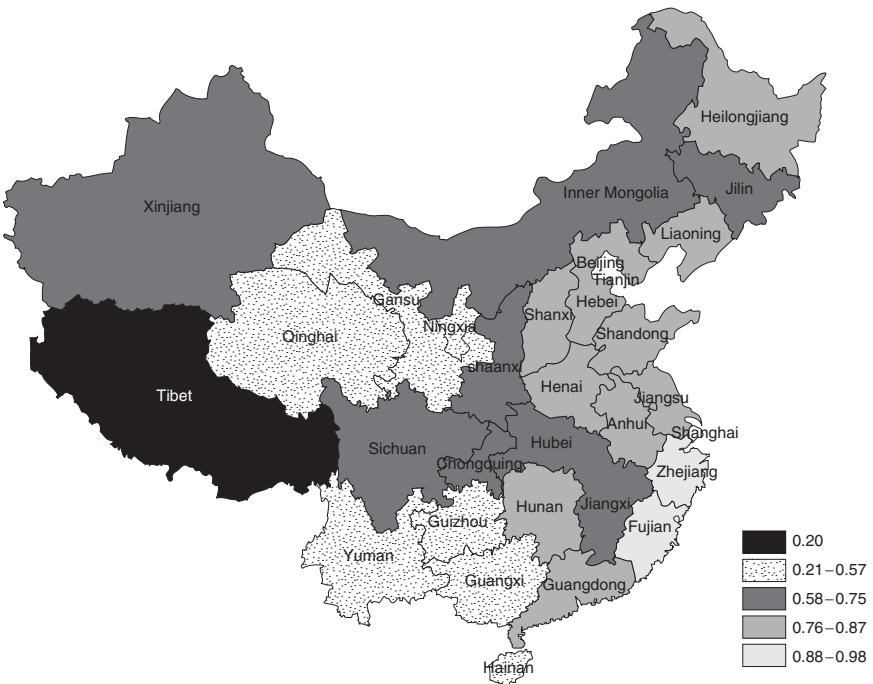 Heilongjiang
Inner Mongolia
Jilin
Xinjiang
Liaoning
Beijing
Tianjin
Gansu
Hebei
Shanxi
Ningxia
Shandong
Qinghai
shaanxi
Henai
Tibet
Jiangsu
Anhui
Shanghai
Hubei
Sichuan
Chongquing
Zhejiang
Hunan
Jiangxi
Guizhou
Fujian
Yuman
Guangxi
Guangdong
Hainan
0.20
0.21–0.57
0.58–0.75
0.76–0.87
0.88–0.98